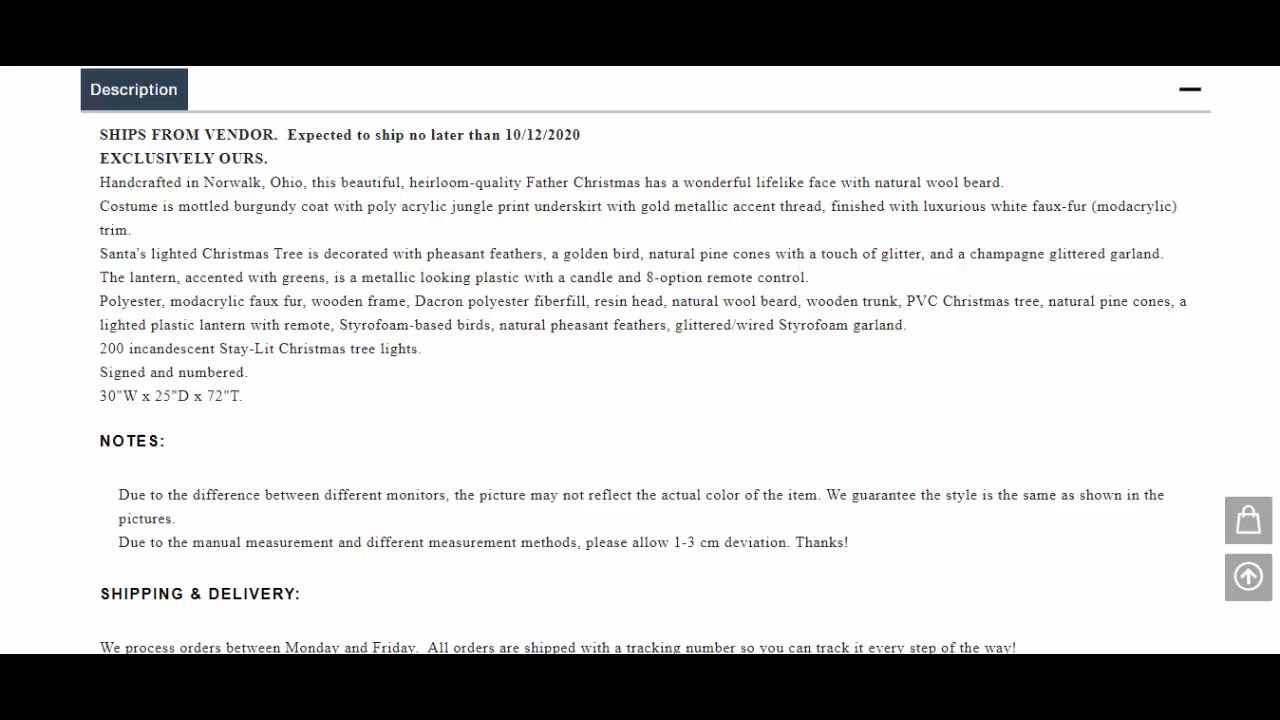 Description
SHIPS FROM VENDOR. Expected to ship no later than 10/12/2020
EXCLUSIVELY OURS.
Handcrafted in Norwalk, Ohio, this beautiful, heirloom-quality Father Christmas has a wonderful lifelike face with natural wool beard.
Costume is mottled burgundy coat with poly acrylic jungle print underskirt with gold metallic accent thread, finished with luxurious white faux-fur (modacrylic)
trim.
Santa's lighted Christmas Tree is decorated with pheasant feathers, a golden bird, natural pine cones with a touch of glitter, and a champagne glittered garland.
The lantern, accented with greens, is a metallic looking plastic with a candle and 8-option remote control.
Polyester, modacrylic faux fur, wooden frame, Dacron polyester fiberfill, resin head, natural wool beard, wooden trunk, PVC Christmas tree, natural pine cones, a
lighted plastic lantern with remote, Styrofoam-based birds, natural pheasant feathers, glittered/wired Styrofoam garland.
200 incandescent Stay-Lit Christmas tree lights.
Signed and numbered.
30"W x 25"D x 72"T.
NOTES:
Due to the difference between different monitors, the picture may not reflect the actual color of the item. We guarantee the style is the same as shown in the
pictures.
Due to the manual measurement and different measurement methods, please allow 1-3 cm deviation. Thanks!
SHIPPING & DELIVERY:
We process orders between Monday and Friday. All orders are shipped with a tracking number so you can track it every step of the way!